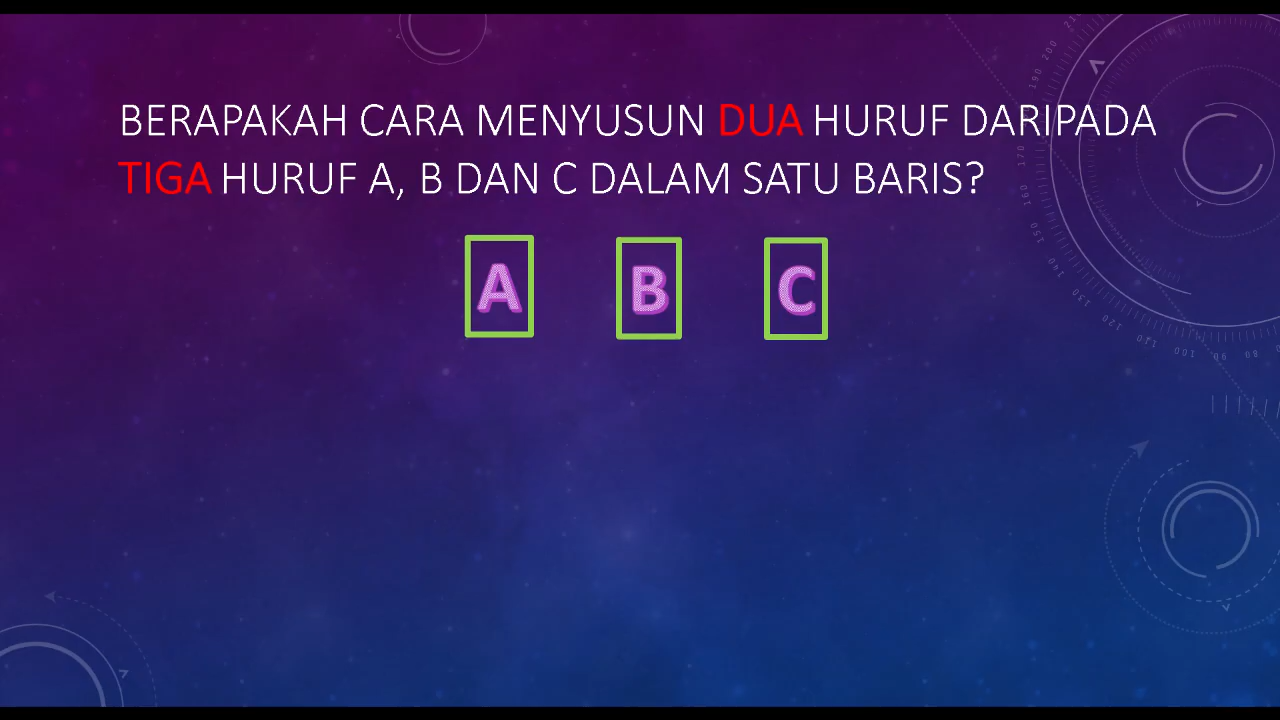 BERAPAKAH CARA MENYUSUN DUA HURUF DARIPADA
TIGA HURUF A, B DAN C DALAM SATU BARIS?
A B C